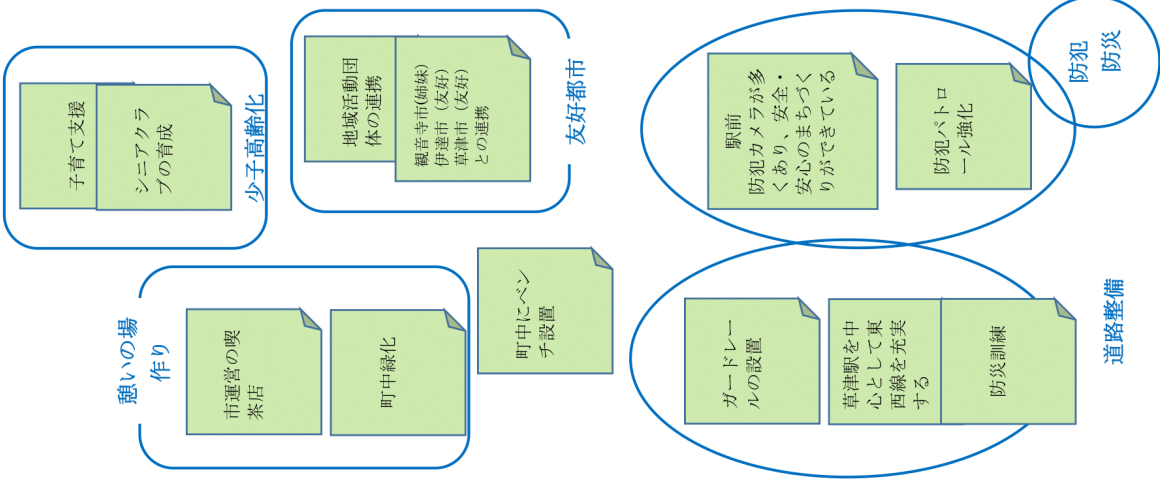 憩いの場
作り
市運営の喫
茶店
町中緑化
町中にベン
チ設置
子育て支援
シニアクラ
ブの育成
少子高齢化
地域活動団
体の連携
観音寺市(姉妹)
伊達市（友好）
草津市（友好）
との連携
友好都市
ガードレー
ルの設置
草津駅を中
心として東
西線を充実
する
防災訓練
道路整備
駅前
防犯カメラが多
くあり、安全・
安心のまちづく
りができている
防犯パトロ
ール強化
防犯
防災